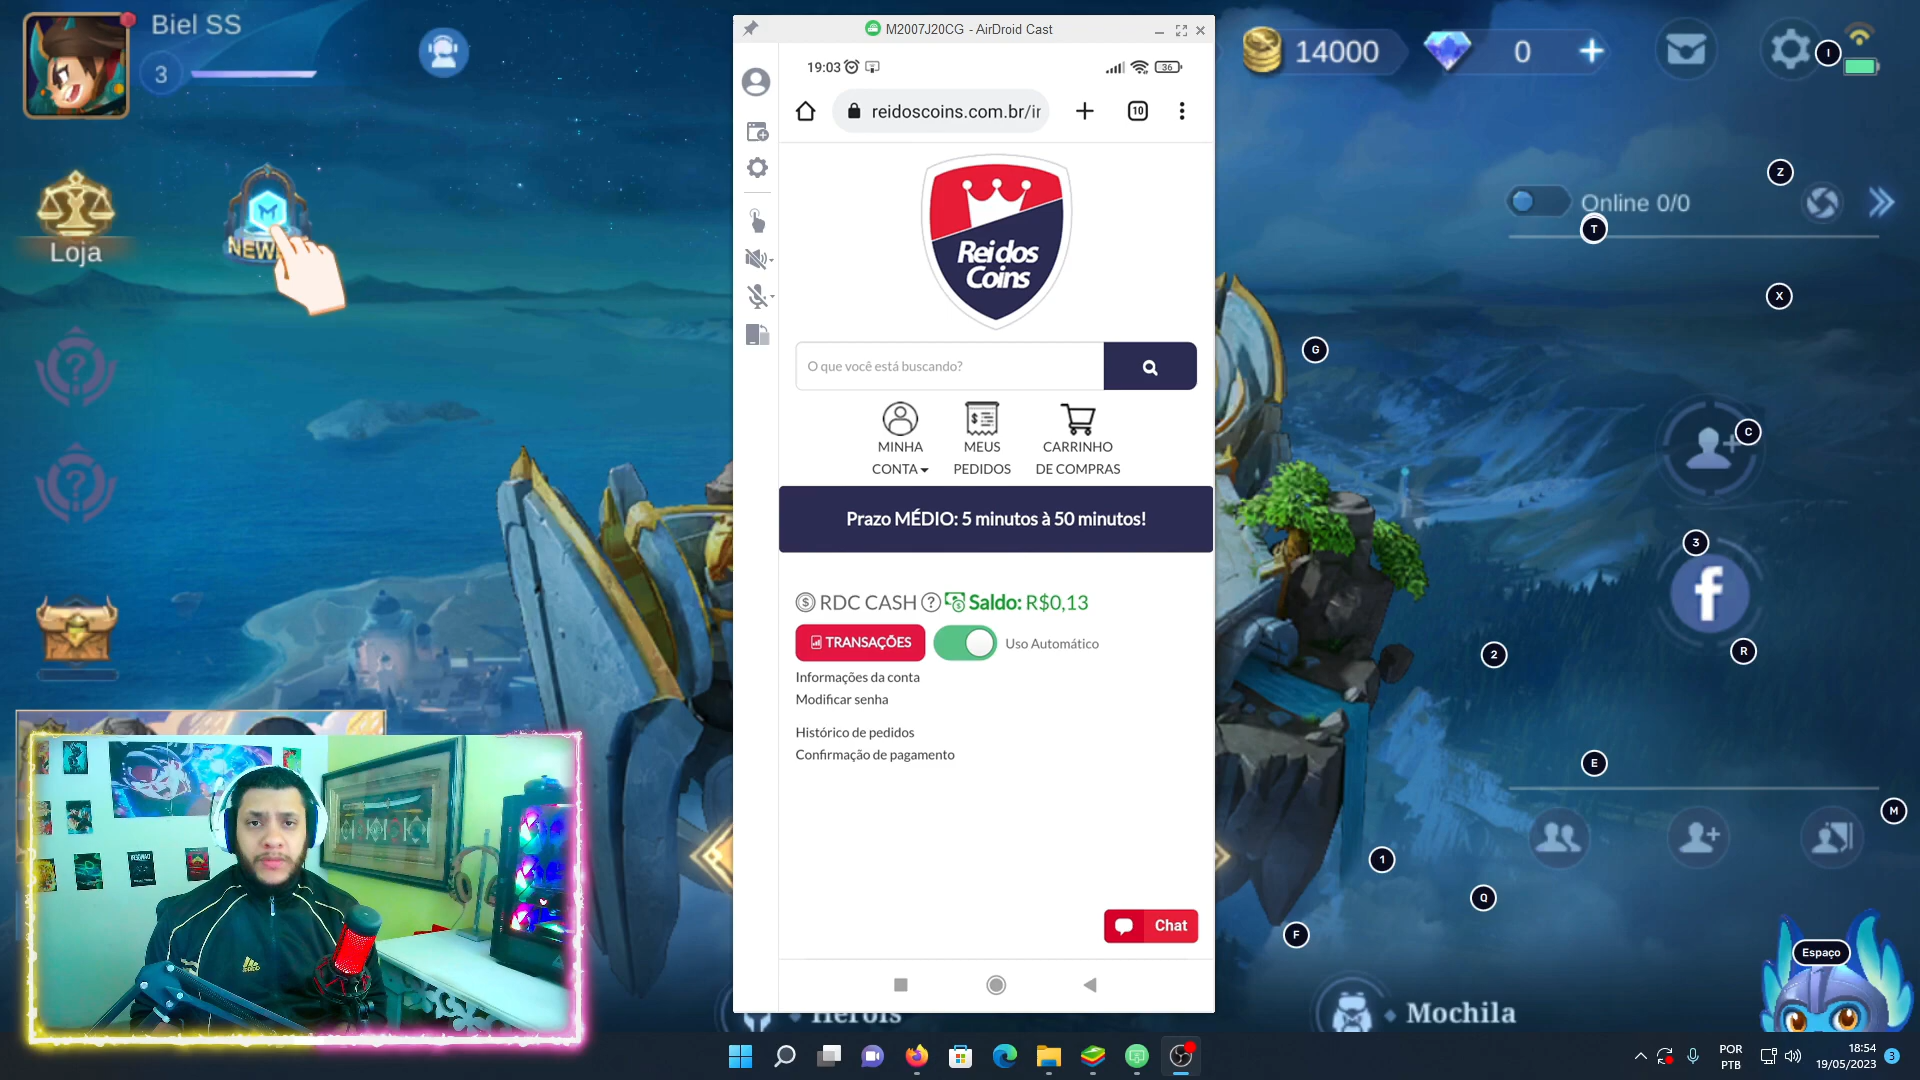 Biel SS
3
Loja
NEW
M2007J20CG - AirDroid Cast
19:03
36
reidoscoins.com.br/ir
10
Rei dos
Coins
O que você está buscando?
MINHA
CONTA
MEUS
PEDIDOS
CARRINHO
DE COMPRAS
Prazo MÉDIO: 5 minutos à 50 minutos!
RDC CASH ? Saldo: R$0,13
TRANSAÇÕES
Uso Automático
Informações da conta
Modificar senha
Histórico de pedidos
Confirmação de pagamento
Chat
14000
0
I
Z
Online 0/0
T
X
G
C
3
f
R
2
E
M
1
Q
F
Espaço
Heróis
Mochila
POR
PTB
18:54
19/05/2023
3